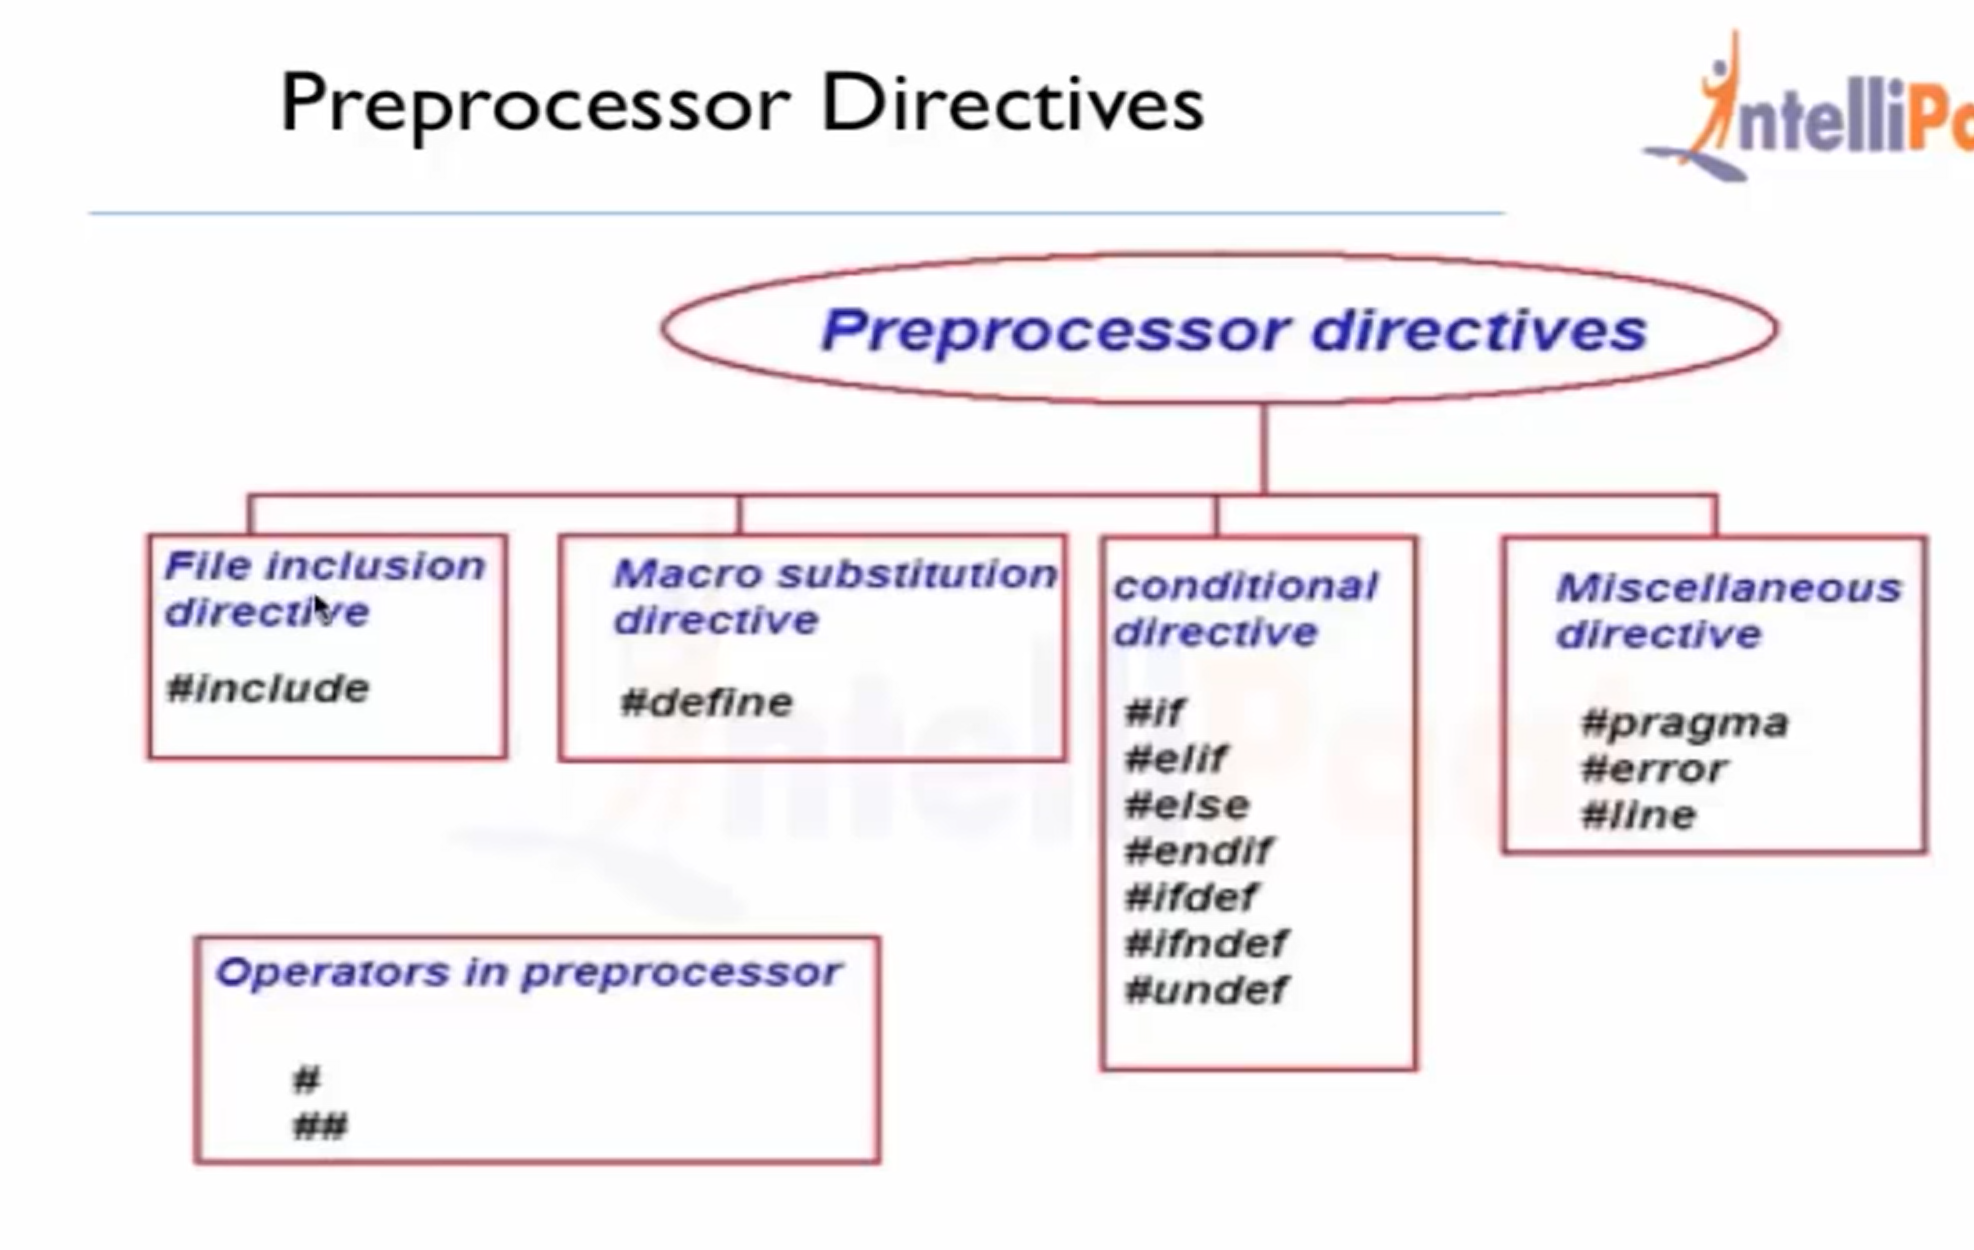 Preprocessor Directives
IntelliPa
Preprocessor directives
File inclusion
directive
#include
Macro substitution
directive
#define
conditional
directive
#if
#elif
#else
#endif
#ifdef
#ifndef
#undef
Miscellaneous
directive
#pragma
#error
#line
Operators in preprocessor
#
##